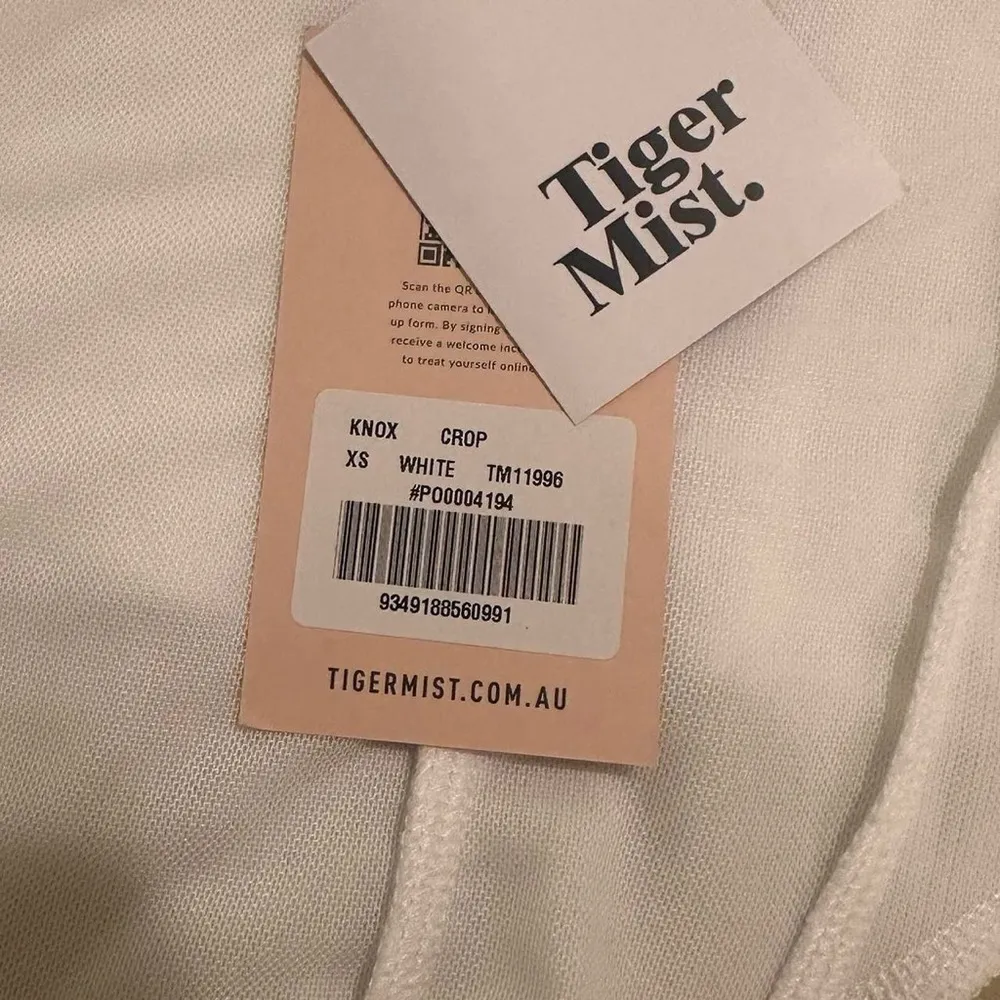 Tiger
Mist.
Scan the QR
phone camera to
up form. By signing
receive a welcome
to treat yourself online
KNOX CROP
XS WHITE TM11996
#PO0004194
9349188560991
TIGERMIST.COM.AU